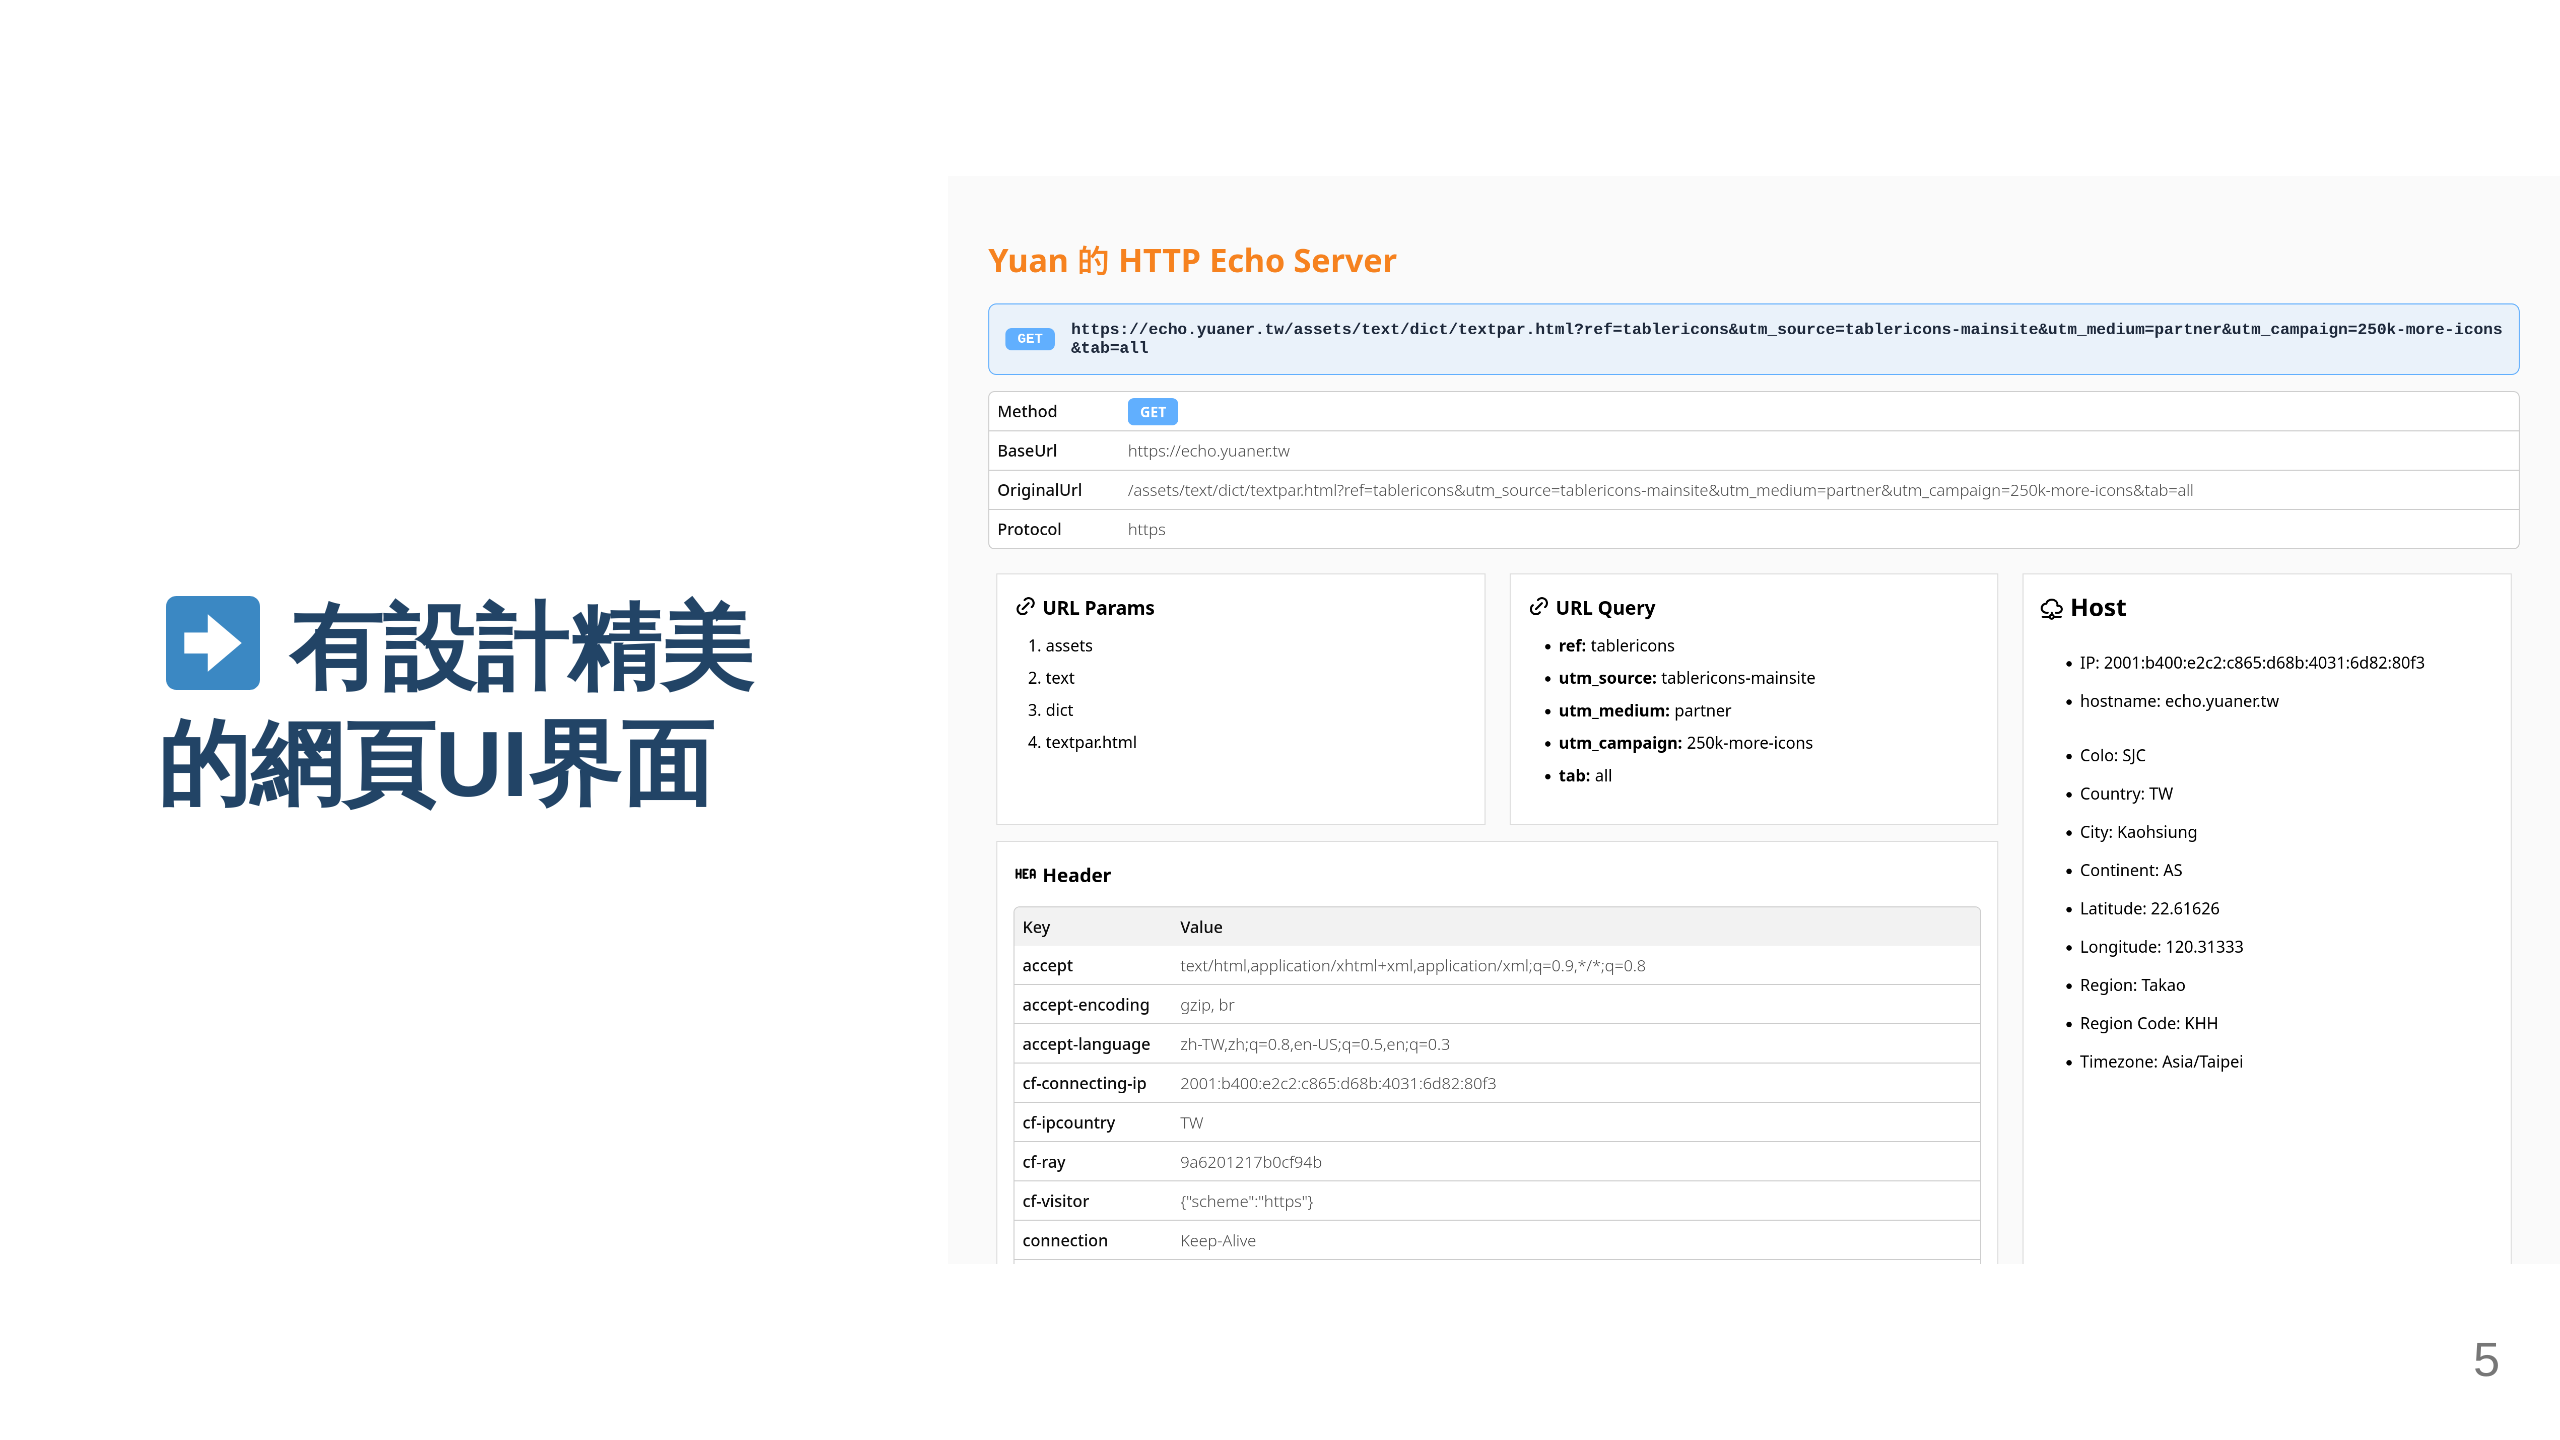 ➡️ 有設計精美
的網頁UI界面
Yuan 的 HTTP Echo Server
GET https://echo.yuaner.tw/assets/text/dict/textpar.html?ref=tablericons&utm_source=tablericons-mainsite&utm_medium=partner&utm_campaign=250k-more-icons
&tab=all
Method GET
BaseUrl https://echo.yuaner.tw
OriginalUrl /assets/text/dict/textpar.html?ref=tablericons&utm_source=tablericons-mainsite&utm_medium=partner&utm_campaign=250k-more-icons&tab=all
Protocol https
URL Params
1. assets
2. text
3. dict
4. textpar.html
URL Query
• ref: tablericons
• utm_source: tablericons-mainsite
• utm_medium: partner
• utm_campaign: 250k-more-icons
• tab: all
Host
• IP: 2001:b400:e2c2:c865:d68b:4031:6d82:80f3
• hostname: echo.yuaner.tw
• Colo: SJC
• Country: TW
• City: Kaohsiung
• Continent: AS
• Latitude: 22.61626
• Longitude: 120.31333
• Region: Takao
• Region Code: KHH
• Timezone: Asia/Taipei
HEA Header
Key Value
accept text/html,application/xhtml+xml,application/xml;q=0.9,*/*;q=0.8
accept-encoding gzip, br
accept-language zh-TW,zh;q=0.8,en-US;q=0.5,en;q=0.3
cf-connecting-ip 2001:b400:e2c2:c865:d68b:4031:6d82:80f3
cf-ipcountry TW
cf-ray 9a6201217b0cf94b
cf-visitor {"scheme":"https"}
connection Keep-Alive
5